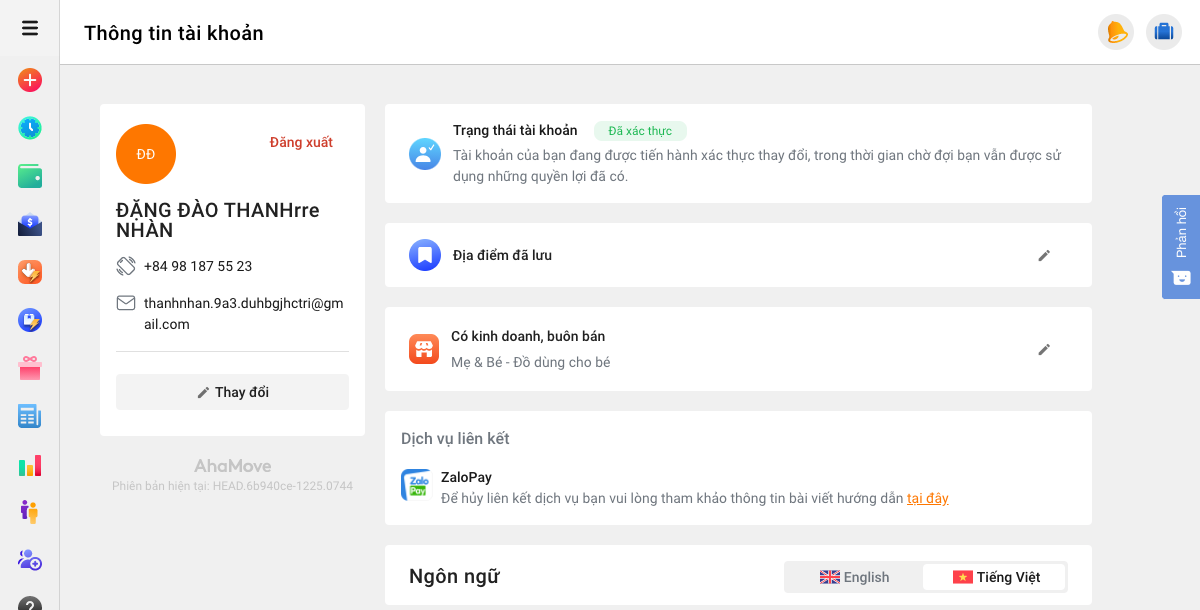 Thông tin tài khoản
ĐĐ
Đăng xuất
ĐẶNG ĐÀO THANHrre
NHÀN
+84 98 187 55 23
thanhnhan.9a3.duhbgjhctri@gm
ail.com
Thay đổi
AhaMove
Phiên bản hiện tại: HEAD.6b940ce-1225.0744
Trạng thái tài khoản
Đã xác thực
Tài khoản của bạn đang được tiến hành xác thực thay đổi, trong thời gian chờ đợi bạn vẫn được sử
dụng những quyền lợi đã có.
Địa điểm đã lưu
Có kinh doanh, buôn bán
Mẹ & Bé - Đồ dùng cho bé
Dịch vụ liên kết
Zalo
Pay
ZaloPay
Để hủy liên kết dịch vụ bạn vui lòng tham khảo thông tin bài viết hướng dẫn tại đây
Ngôn ngữ
English
Tiếng Việt
Phản hồi
$
?